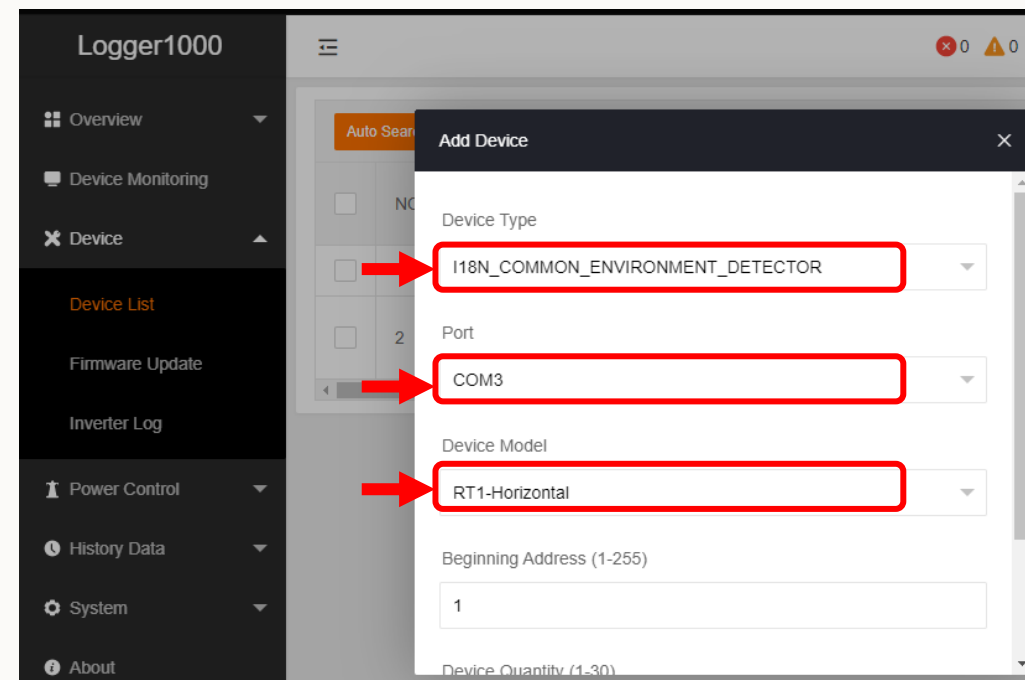 Logger1000
0 0
Overview
Device Monitoring
Device
Device List
Firmware Update
Inverter Log
Power Control
History Data
System
About
Auto Sear
NO
2
Add Device
Device Type
I18N_COMMON_ENVIRONMENT_DETECTOR
Port
COM3
Device Model
RT1-Horizontal
Beginning Address (1-255)
1
Device Quantity (1-30)